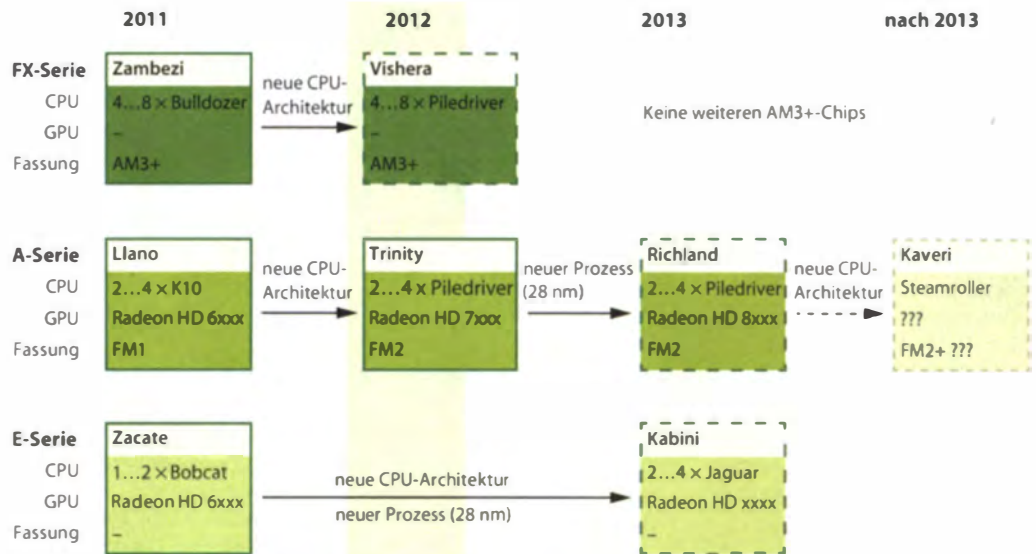 2011 2012 2013 nach 2013
FX-Serie Zambezi Vishera
CPU 4...8 × Bulldozer neue CPU- 4...8 × Piledriver
GPU – Architektur – Keine weiteren AM3+-Chips
Fassung AM3+ AM3+
A-Serie Llano Trinity Richland Kaveri
CPU 2...4 × K10 neue CPU- 2...4 x Piledriver neuer Prozess 2...4 × Piledriver neue CPU- Steamroller
GPU Radeon HD 6xxx Architektur Radeon HD 7xxx (28 nm) Radeon HD 8xxx Architektur ???
Fassung FM1 FM2 FM2 FM2+ ???
E-Serie Zacate Kabini
CPU 1...2 × Bobcat neue CPU-Architektur 2...4 × Jaguar
GPU Radeon HD 6xxx neuer Prozess (28 nm) Radeon HD xxxx
Fassung – –